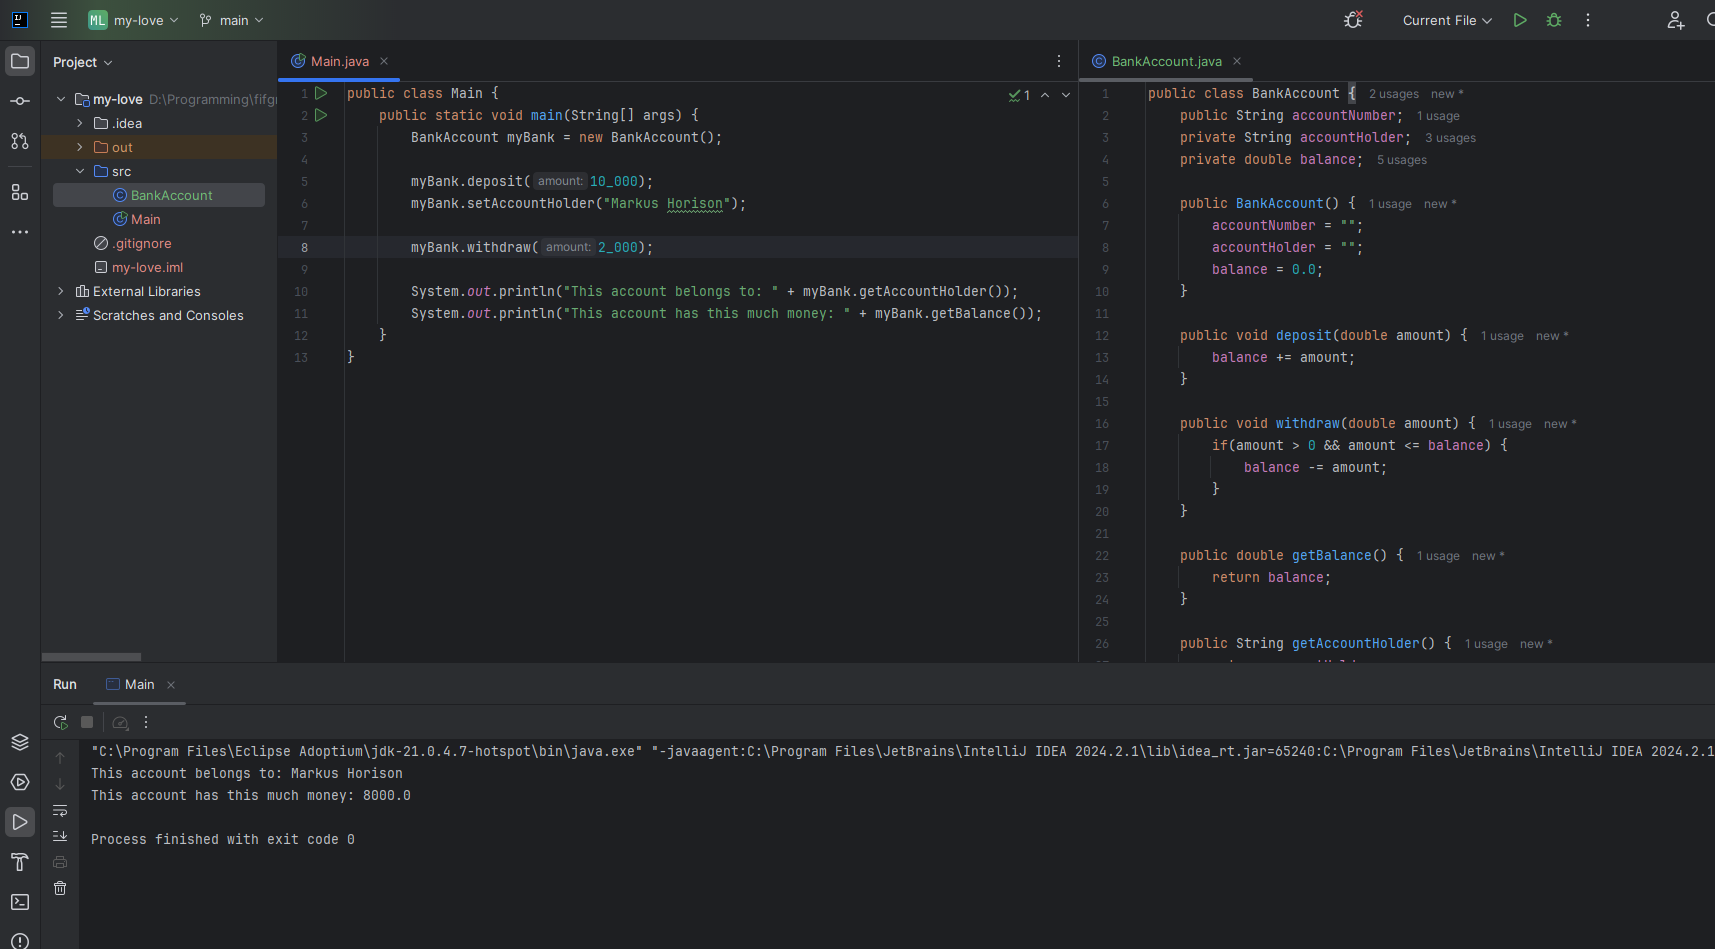 ML my-love main Current File
Project
my-love D:\Programming\fifgr
.idea
out
src
BankAccount
Main
.gitignore
my-love.iml
External Libraries
Scratches and Consoles
Main.java
1 public class Main { 1
2 public static void main(String[] args) {
3 BankAccount myBank = new BankAccount();
4
5 myBank.deposit( amount: 10_000);
6 myBank.setAccountHolder("Markus Horison");
7
8 myBank.withdraw( amount: 2_000);
9
10 System.out.println("This account belongs to: " + myBank.getAccountHolder());
11 System.out.println("This account has this much money: " + myBank.getBalance());
12 }
13 }
BankAccount.java
1 public class BankAccount { 2 usages new *
2 public String accountNumber; 1 usage
3 private String accountHolder; 3 usages
4 private double balance; 5 usages
5
6 public BankAccount() { 1 usage new *
7 accountNumber = "";
8 accountHolder = "";
9 balance = 0.0;
10 }
11
12 public void deposit(double amount) { 1 usage new *
13 balance += amount;
14 }
15
16 public void withdraw(double amount) { 1 usage new *
17 if(amount > 0 && amount <= balance) {
18 balance -= amount;
19 }
20 }
21
22 public double getBalance() { 1 usage new *
23 return balance;
24 }
25
26 public String getAccountHolder() { 1 usage new *
Run Main
"C:\Program Files\Eclipse Adoptium\jdk-21.0.4.7-hotspot\bin\java.exe" "-javaagent:C:\Program Files\JetBrains\IntelliJ IDEA 2024.2.1\lib\idea_rt.jar=65240:C:\Program Files\JetBrains\IntelliJ IDEA 2024.2.1
This account belongs to: Markus Horison
This account has this much money: 8000.0
Process finished with exit code 0